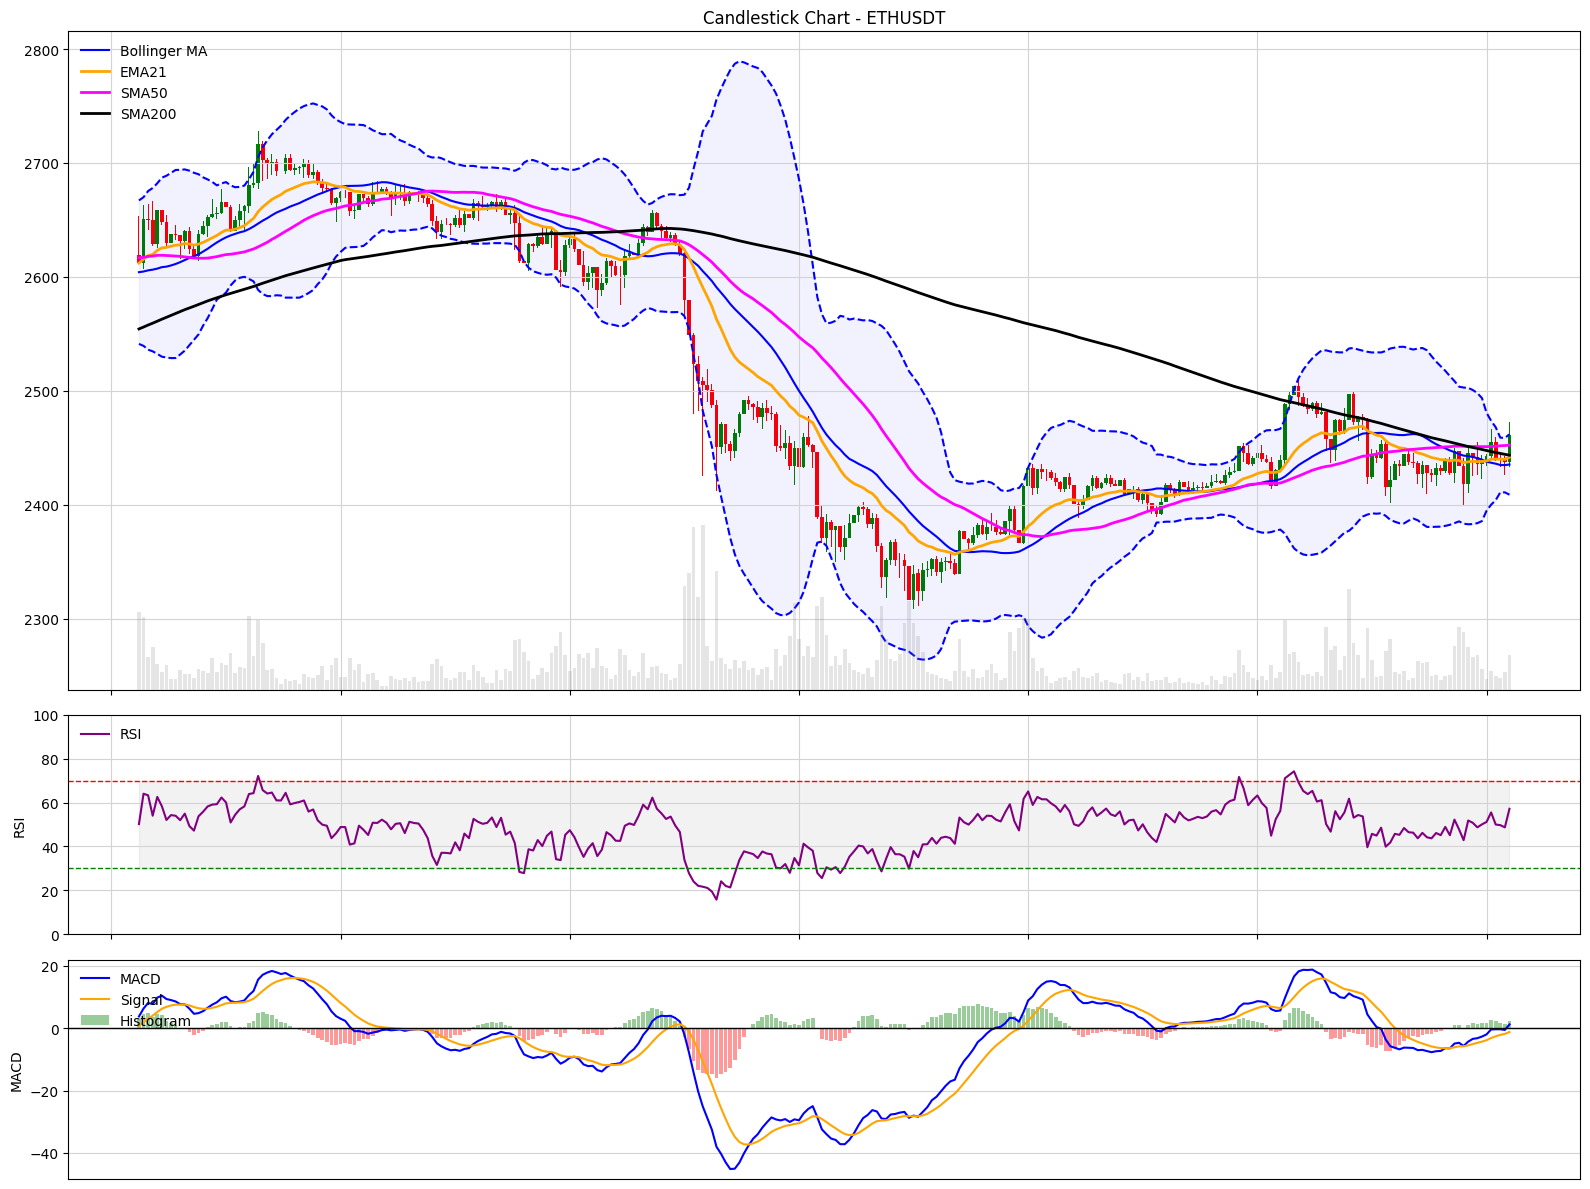 Candlestick Chart - ETHUSDT
2800
2700
2600
2500
2400
2300
Bollinger MA
EMA21
SMA50
SMA200
RSI
100
80
60
40
20
0
RSI
MACD
20
0
−20
−40
MACD
Signal
Histogram